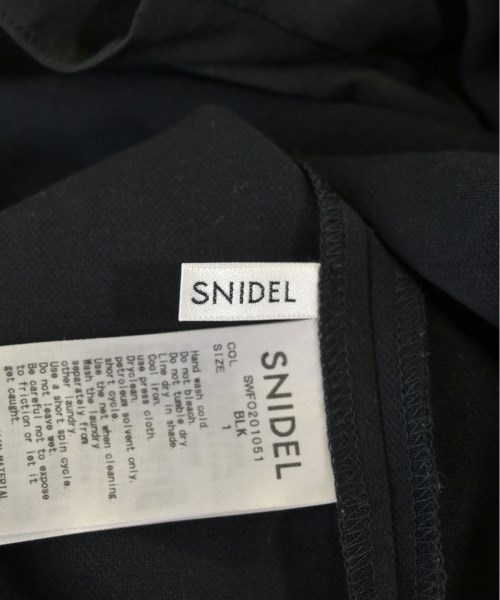 SNIDEL
SNIDEL
SWFO201051
COL BLK
SIZE 1
Hand wash cold.
Do not bleach.
Do not tumble dry
Line dry in shade
Cool iron.
use press cloth.
Dryclean.
petroleum solvent only.
short cycle.
Use the net when cleaning
Wash the laundry
separately from
other laundry.
Use a short spin cycle.
Do not leave wet.
Be careful not to expose
to friction or let it
get caught.
MATERIAL